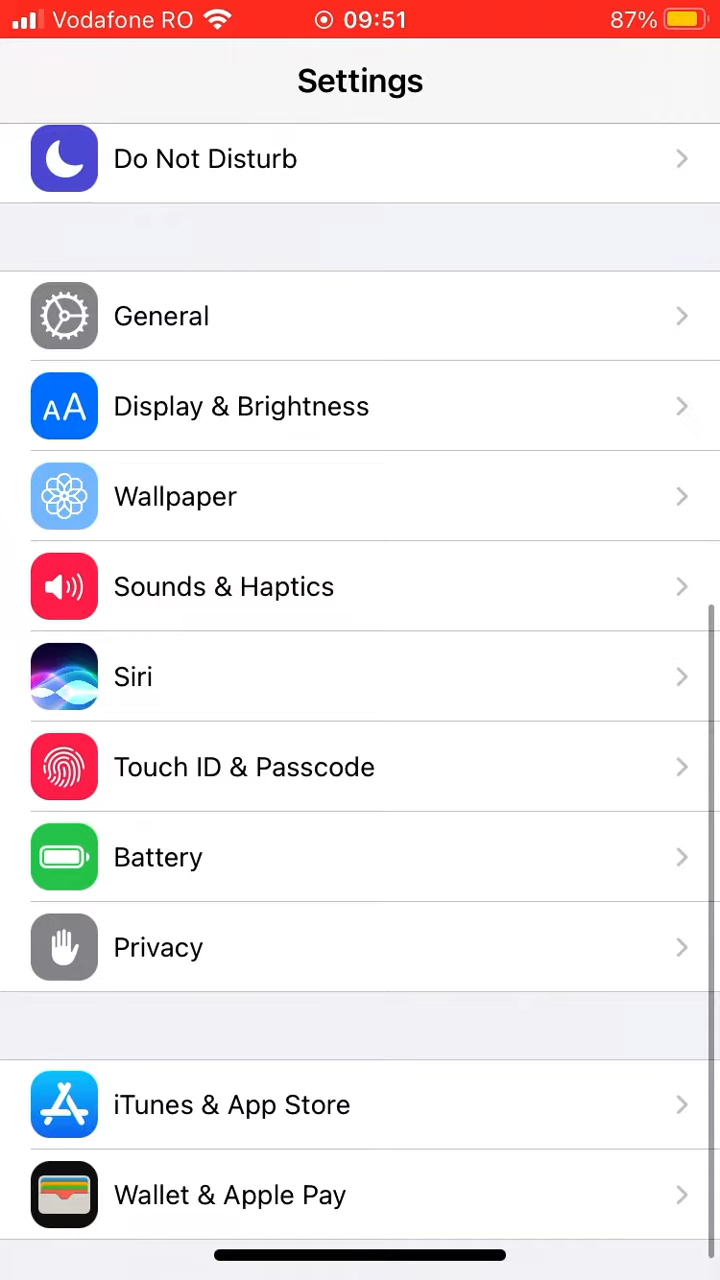 Vodafone RO 09:51 87%
Settings
Do Not Disturb
General
AA Display & Brightness
Wallpaper
Sounds & Haptics
Siri
Touch ID & Passcode
Battery
Privacy
iTunes & App Store
Wallet & Apple Pay